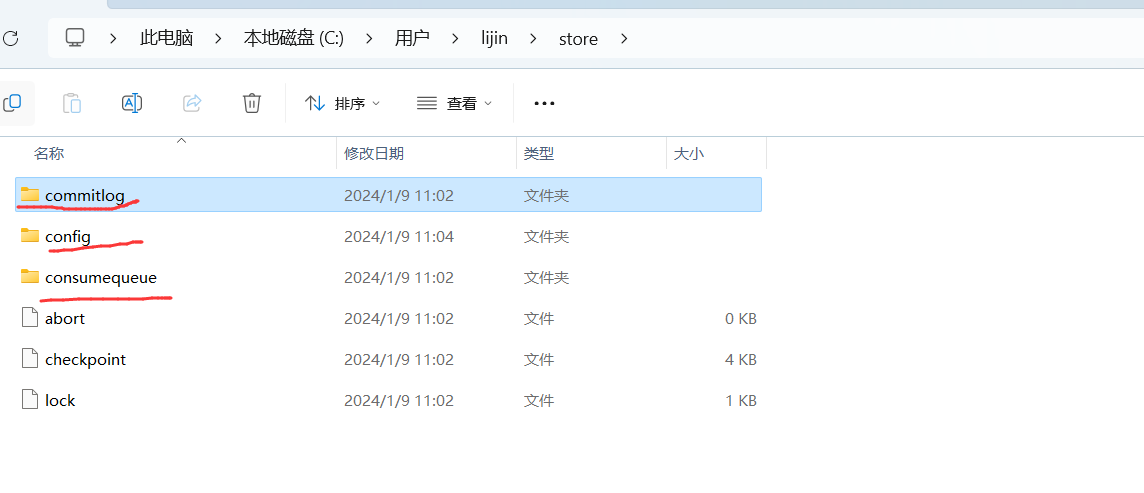 此电脑 > 本地磁盘 (C:) > 用户 > lijin > store >
排序 查看 •••
名称 修改日期 类型 大小
commitlog 2024/1/9 11:02 文件夹
config 2024/1/9 11:04 文件夹
consumequeue 2024/1/9 11:02 文件夹
abort 2024/1/9 11:02 文件 0 KB
checkpoint 2024/1/9 11:02 文件 4 KB
lock 2024/1/9 11:02 文件 1 KB